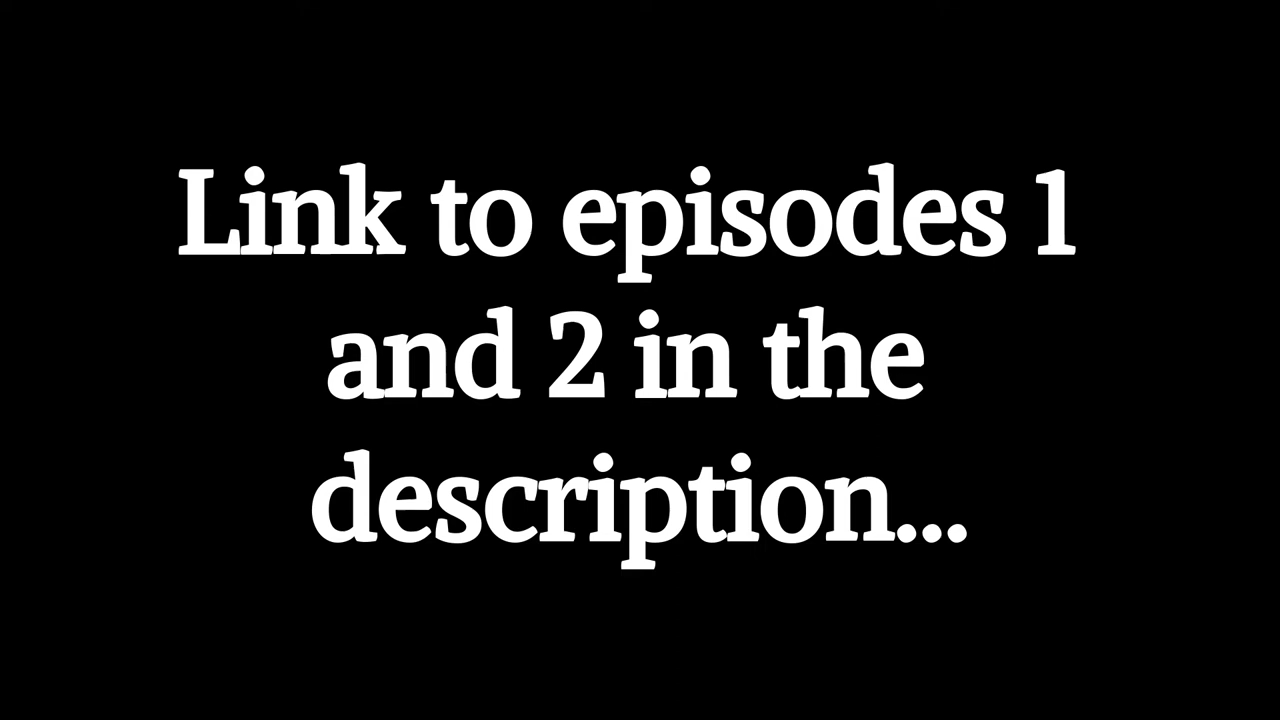 Link to episodes 1
and 2 in the
description...